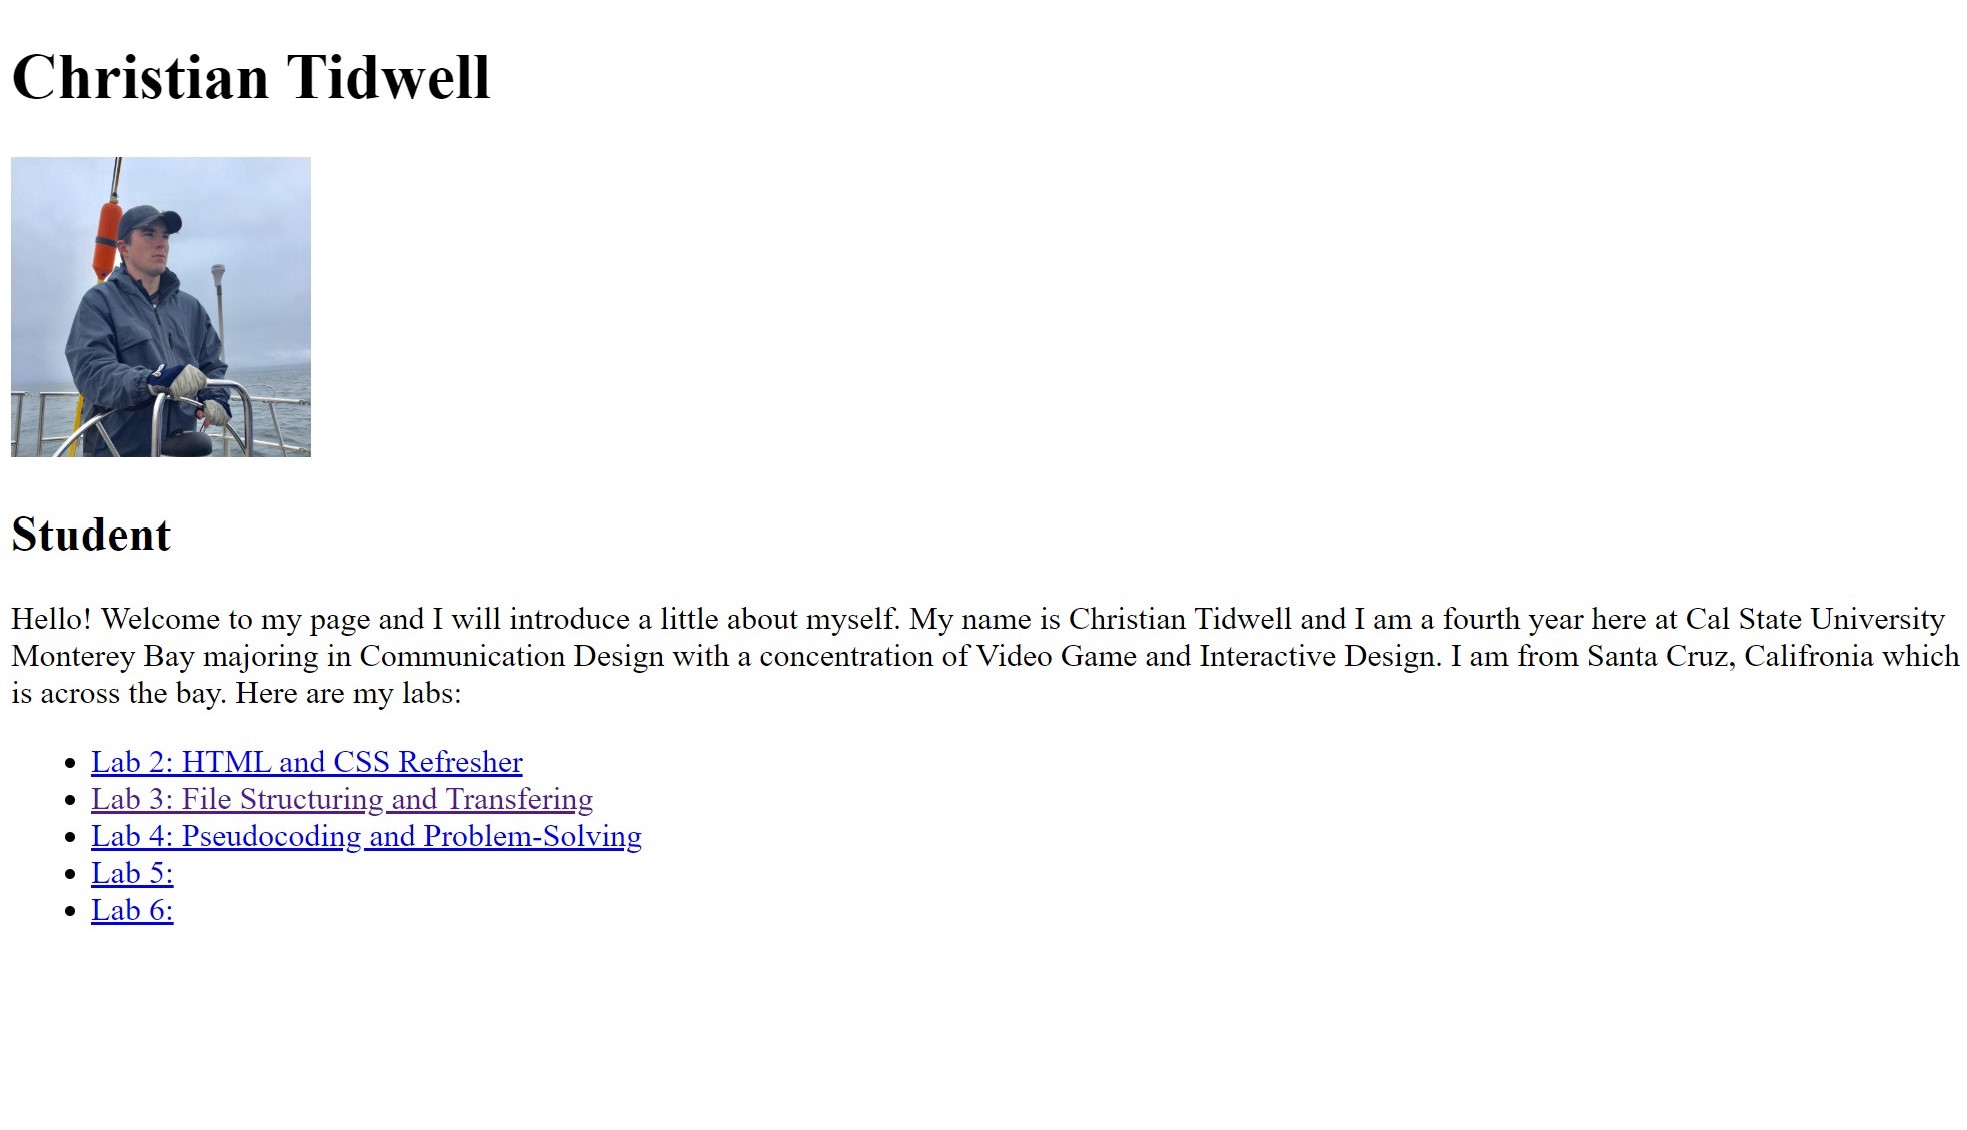 Christian Tidwell
Student
Hello! Welcome to my page and I will introduce a little about myself. My name is Christian Tidwell and I am a fourth year here at Cal State University
Monterey Bay majoring in Communication Design with a concentration of Video Game and Interactive Design. I am from Santa Cruz, Califronia which
is across the bay. Here are my labs:
Lab 2: HTML and CSS Refresher
Lab 3: File Structuring and Transfering
Lab 4: Pseudocoding and Problem-Solving
Lab 5:
Lab 6: